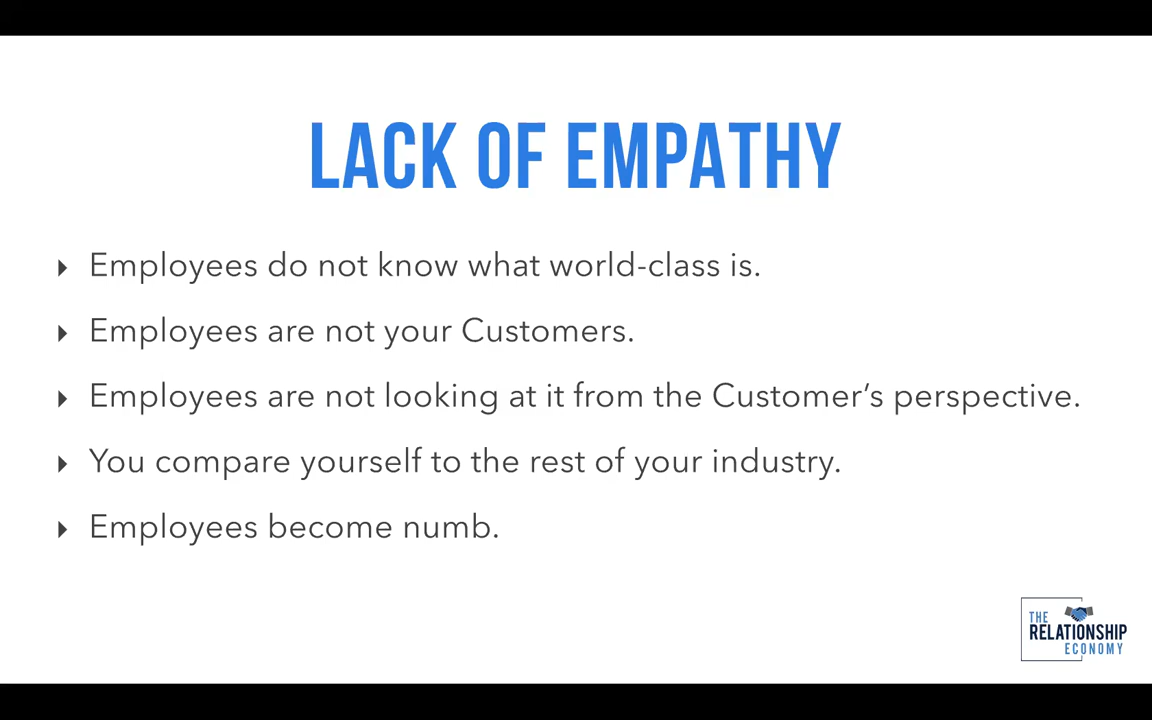 LACK OF EMPATHY
Employees do not know what world-class is.
Employees are not your Customers.
Employees are not looking at it from the Customer’s perspective.
You compare yourself to the rest of your industry.
Employees become numb.
THE
RELATIONSHIP
ECONOMY